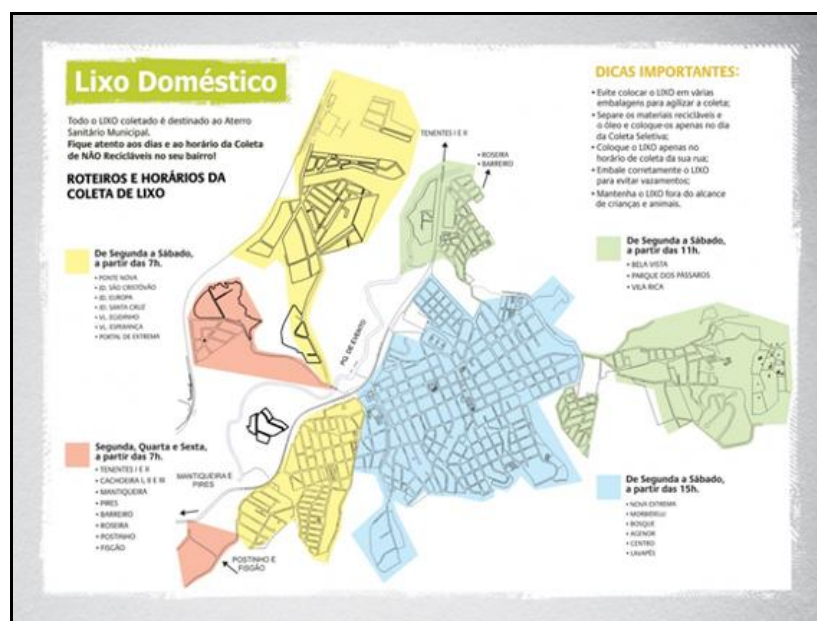 Lixo Doméstico
Todo o LIXO coletado é destinado ao Aterro
Sanitário Municipal.
Fique atento aos dias e ao horário da Coleta
de NÃO Recicláveis no seu bairro!
ROTEIROS E HORÁRIOS DA
COLETA DE LIXO
De Segunda a Sábado,
a partir das 7h.
• PONTE NOVA
• JD. SÃO CRISTÓVÃO
• JD. EUROPA
• JD. SANTA CRUZ
• VL. EGIDINHO
• VL. ESPERANÇA
• PORTAL DE EXTREMA
Segunda, Quarta e Sexta,
a partir das 7h.
• TENENTES I E II
• CACHOEIRA I, II E III
• MANTIQUEIRA
• PIRES
• BARREIRO
• ROSEIRA
• POSTINHO
• FISGÃO
MANTIQUEIRA E
PIRES
POSTINHO E
FISGÃO
PQ. DE EVENTO
TENENTES I E II
• ROSEIRA
• BARREIRO
DICAS IMPORTANTES:
• Evite colocar o LIXO em várias
embalagens para agilizar a coleta;
• Separe os materiais recicláveis e
o óleo e coloque-os apenas no dia
da Coleta Seletiva;
• Coloque o LIXO apenas no
horário de coleta da sua rua;
• Embale corretamente o LIXO
para evitar vazamentos;
• Mantenha o LIXO fora do alcance
de crianças e animais.
De Segunda a Sábado,
a partir das 11h.
• BELA VISTA
• PARQUE DOS PÁSSAROS
• VILA RICA
De Segunda a Sábado,
a partir das 15h.
• NOVA EXTREMA
• MORBIDELLI
• BOSQUE
• AGENOR
• CENTRO
• LAVAPÉS